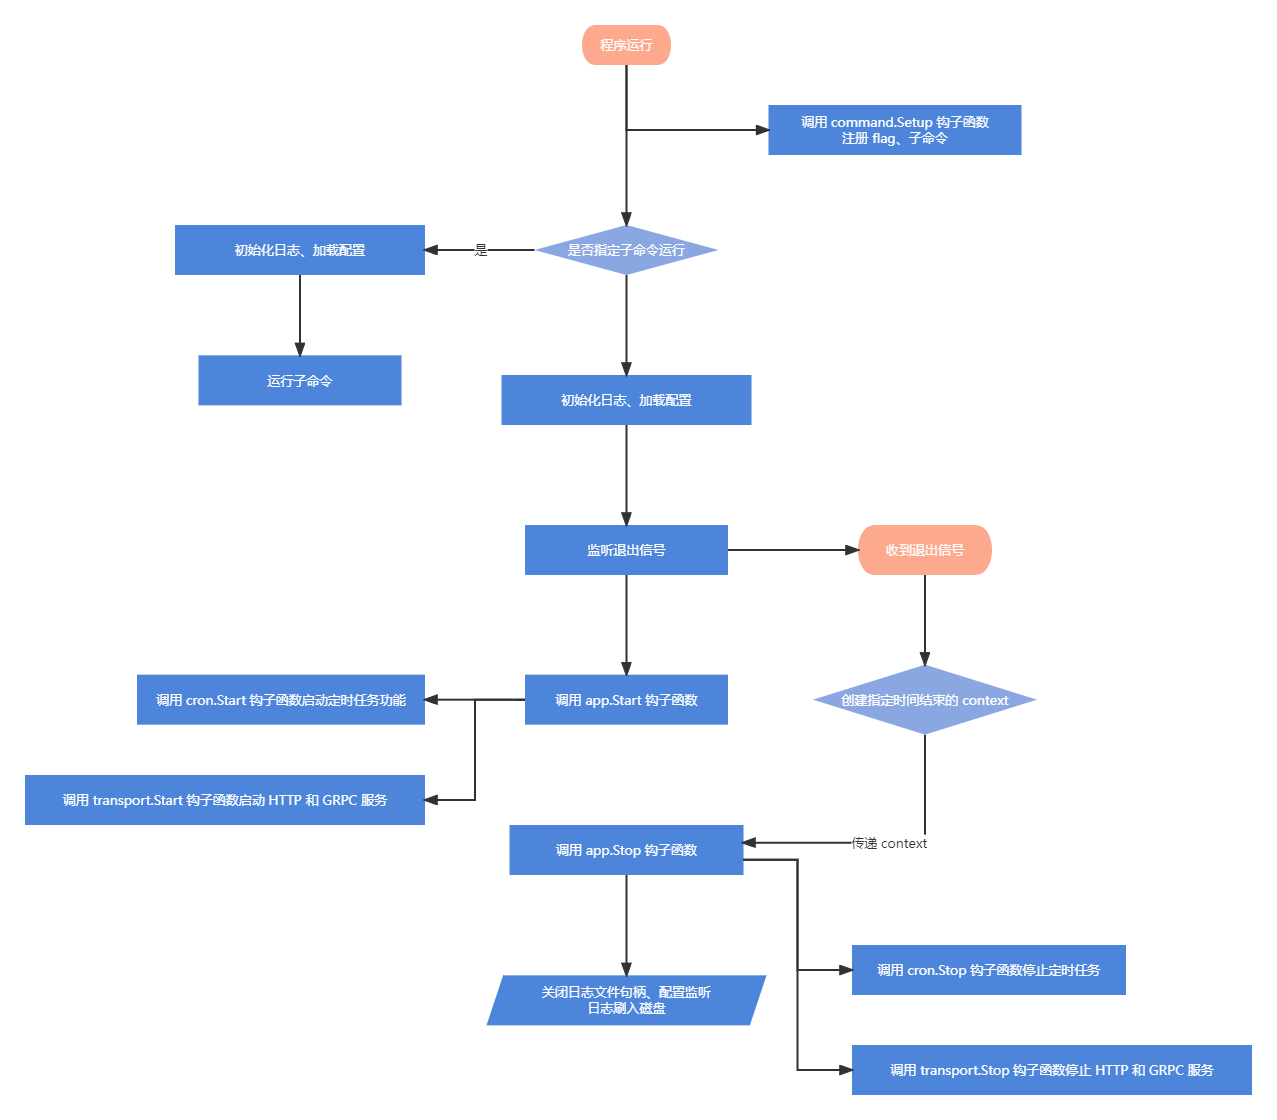 程序运行
调用 command.Setup 钩子函数
注册 flag、子命令
是否指定子命令运行
是
初始化日志、加载配置
运行子命令
初始化日志、加载配置
监听退出信号
收到退出信号
调用 cron.Start 钩子函数启动定时任务功能
调用 app.Start 钩子函数
创建指定时间结束的 context
调用 transport.Start 钩子函数启动 HTTP 和 GRPC 服务
传递 context
调用 app.Stop 钩子函数
调用 cron.Stop 钩子函数停止定时任务
关闭日志文件句柄、配置监听
日志刷入磁盘
调用 transport.Stop 钩子函数停止 HTTP 和 GRPC 服务